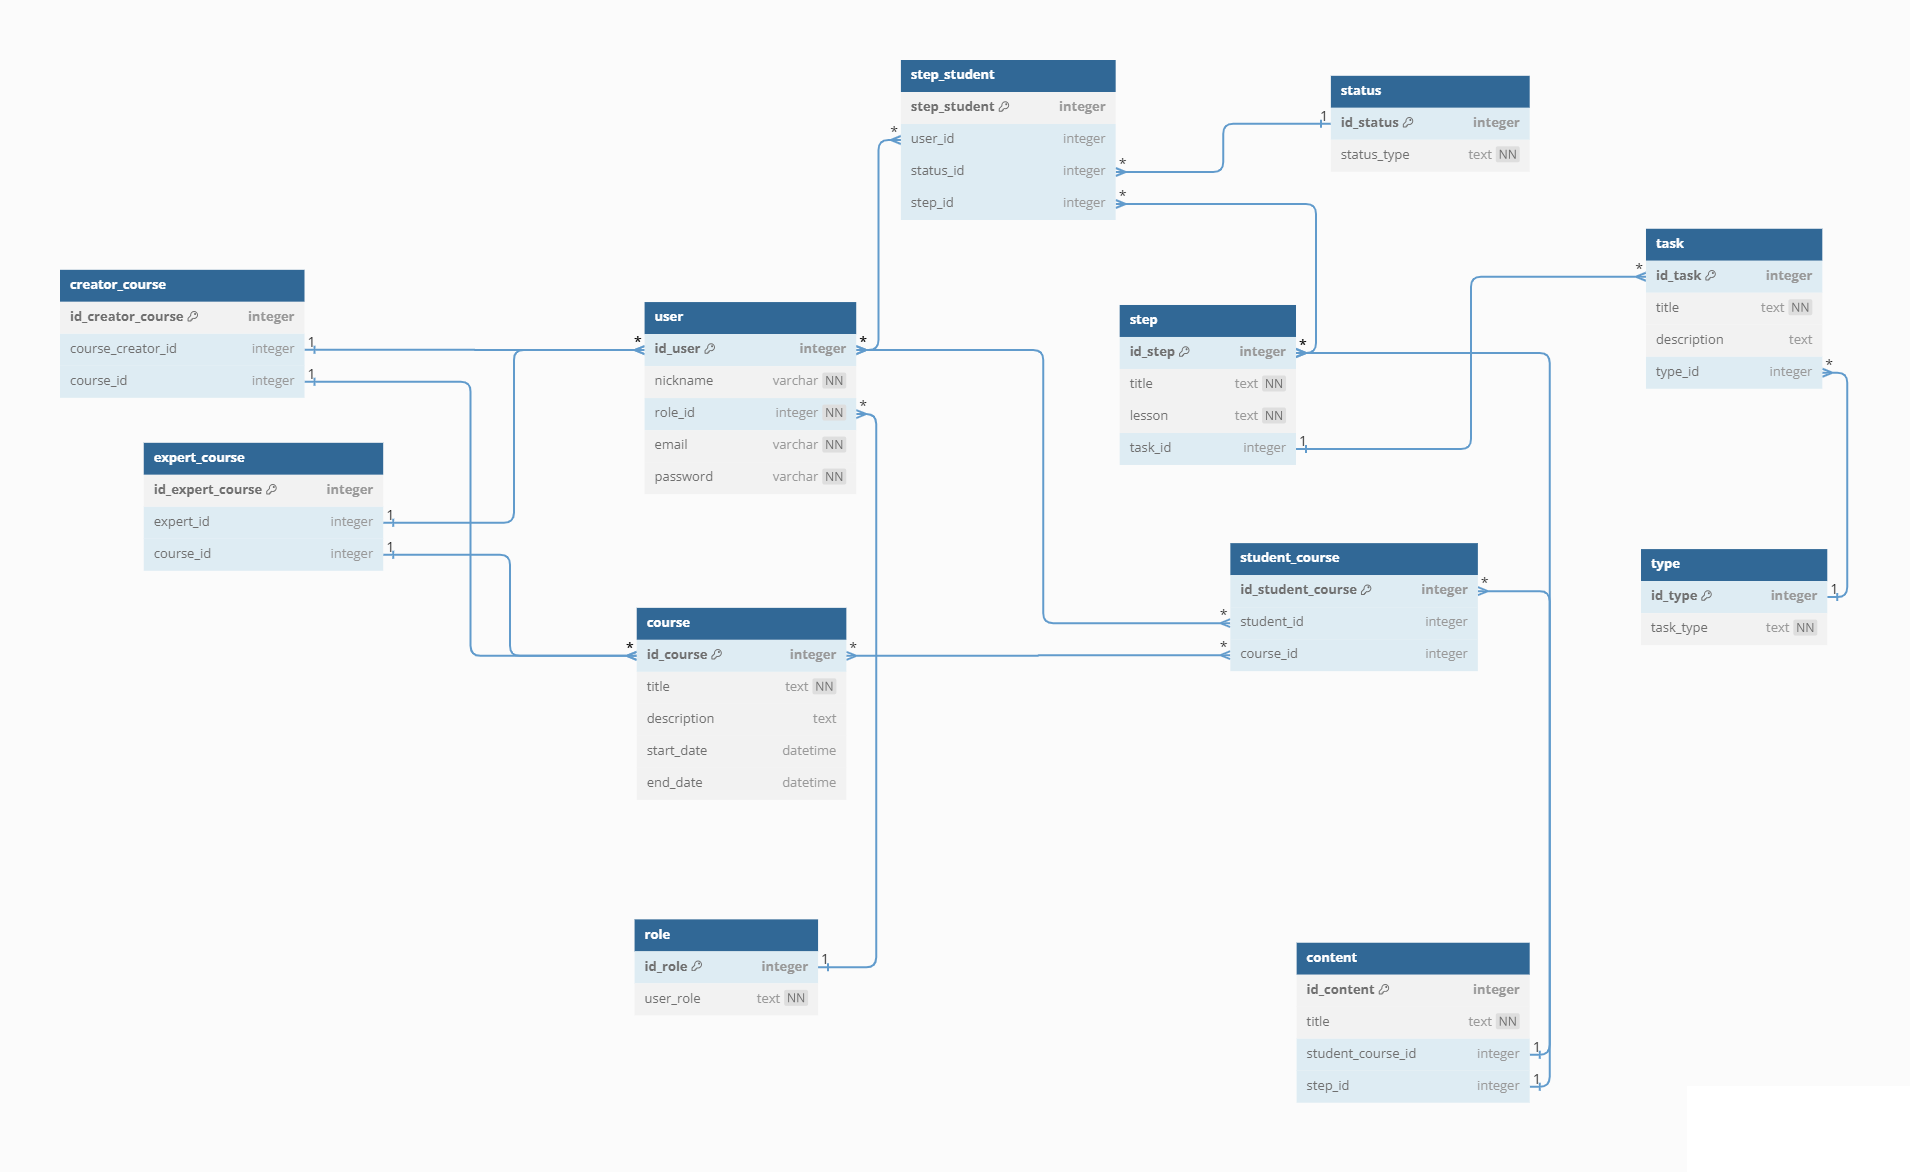 step_student
step_student integer
* user_id integer
status_id integer *
step_id integer *
status
1 id_status integer
status_type text NN
creator_course
id_creator_course integer
course_creator_id integer 1
course_id integer 1
expert_course
id_expert_course integer
expert_id integer 1
course_id integer 1
user
* id_user integer *
nickname varchar NN
role_id integer NN *
email varchar NN
password varchar NN
step
id_step integer *
title text NN
lesson text NN
task_id integer 1
task
* id_task integer
title text NN
description text
type_id integer *
type
id_type integer 1
task_type text NN
student_course
id_student_course integer *
* student_id integer
* course_id integer
course
* id_course integer *
title text NN
description text
start_date datetime
end_date datetime
role
id_role integer 1
user_role text NN
content
id_content integer
title text NN
student_course_id integer 1
step_id integer 1